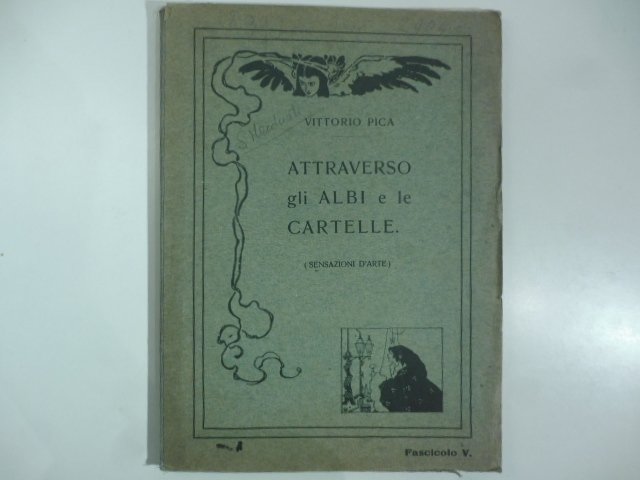 VITTORIO PICA
ATTRAVERSO
gli ALBI e le
CARTELLE.
(SENSAZIONI D'ARTE)
Fascicolo V.